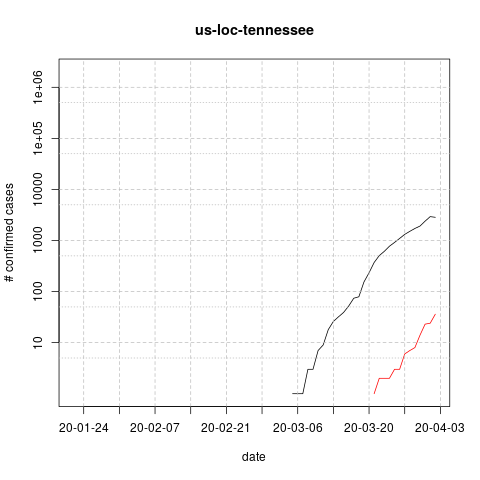 us-loc-tennessee
1e+06
1e+05
10000
1000
100
10
# confirmed cases
20-01-24 20-02-07 20-02-21 20-03-06 20-03-20 20-04-03
date